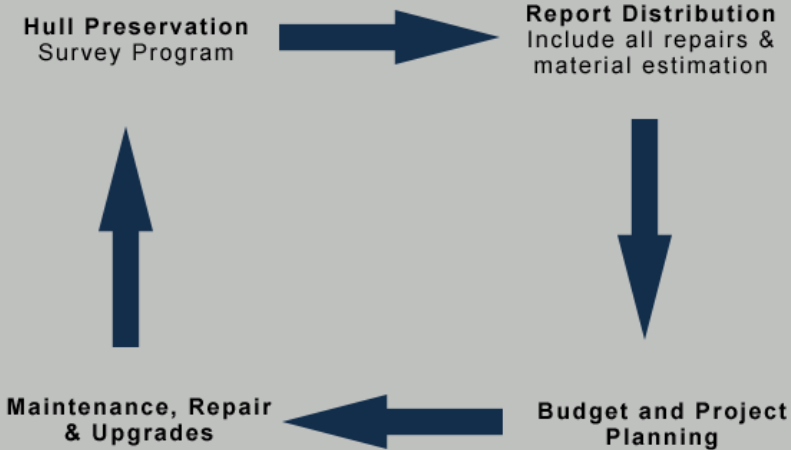 Hull Preservation
Survey Program
Report Distribution
Include all repairs &
material estimation
Maintenance, Repair
& Upgrades
Budget and Project
Planning